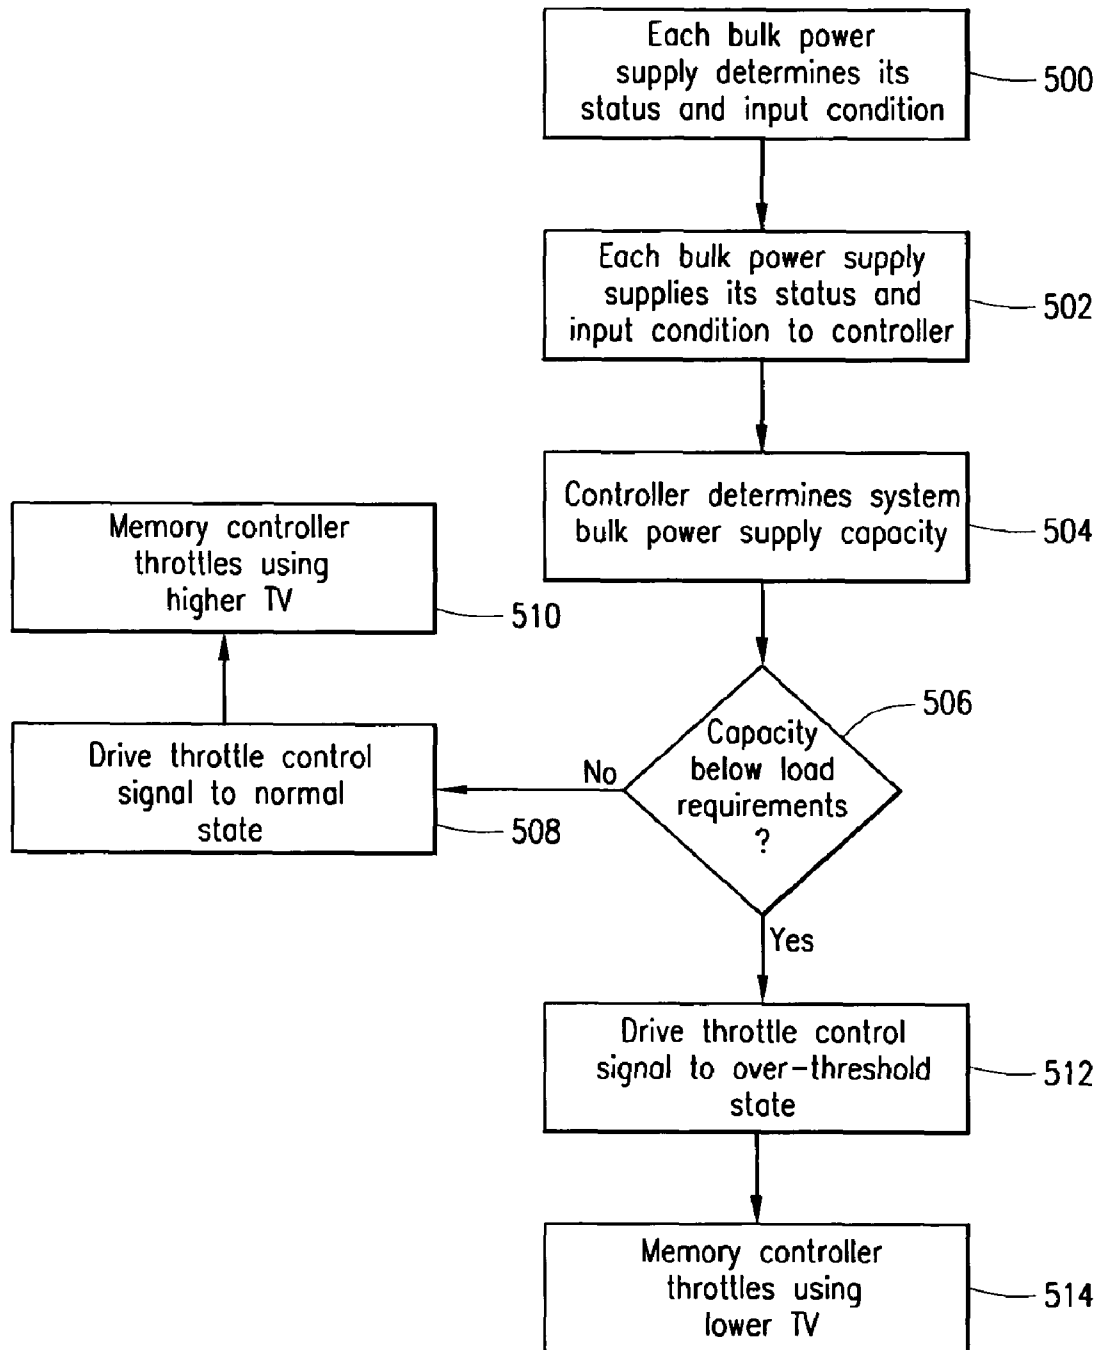 Each bulk power
supply determines its
status and input condition
500
Each bulk power supply
supplies its status and
input condition to controller
502
Controller determines system
bulk power supply capacity
504
Capacity
below load
requirements
?
506
No
Drive throttle control
signal to normal
state
508
Memory controller
throttles using
higher TV
510
Yes
Drive throttle control
signal to over-threshold
state
512
Memory controller
throttles using
lower TV
514